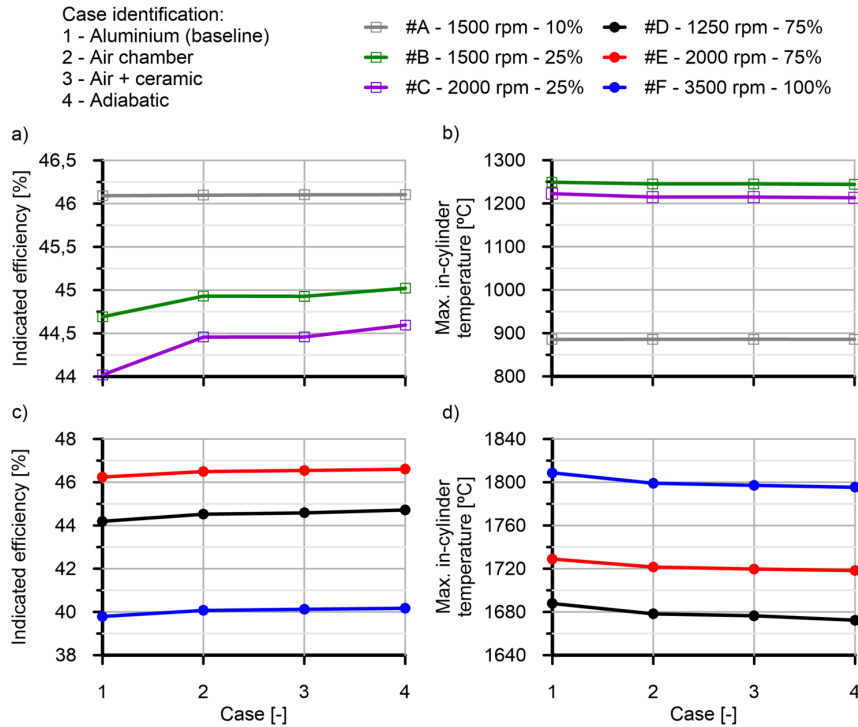 Case identification:
1 - Aluminium (baseline)
2 - Air chamber
3 - Air + ceramic
4 - Adiabatic
#A - 1500 rpm - 10%
#D - 1250 rpm - 75%
#B - 1500 rpm - 25%
#E - 2000 rpm - 75%
#C - 2000 rpm - 25%
#F - 3500 rpm - 100%
a)
Indicated efficiency [%]
46,5
46
45,5
45
44,5
44
b)
Max. in-cylinder
temperature [ºC]
1300
1200
1100
1000
900
800
c)
Indicated efficiency [%]
48
46
44
42
40
38
1 2 3 4
Case [-]
d)
Max. in-cylinder
temperature [ºC]
1840
1800
1760
1720
1680
1640
1 2 3 4
Case [-]